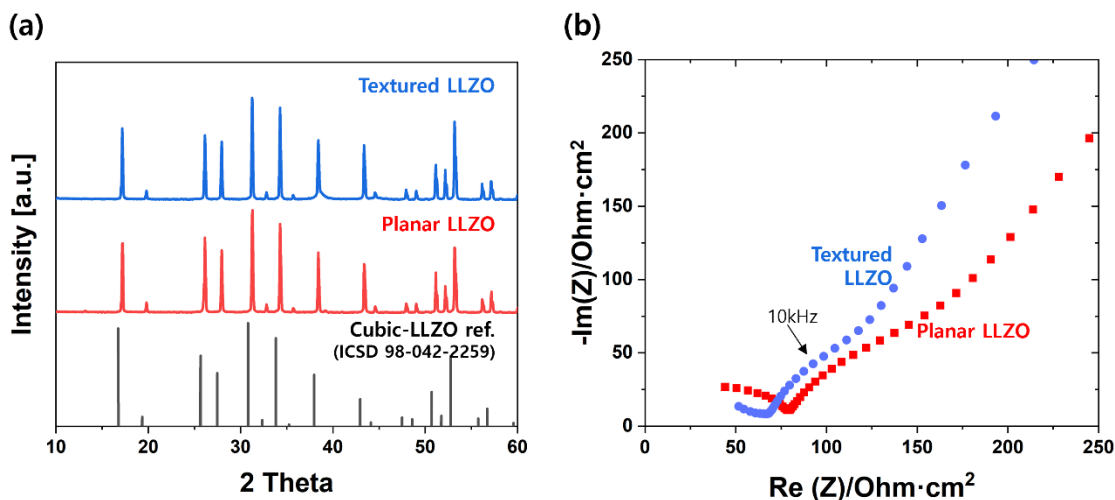 (a)
Textured LLZO
Planar LLZO
Cubic-LLZO ref.
(ICSD 98-042-2259)
Intensity [a.u.]
10 20 30 40 50 60
2 Theta
(b)
250
200
150
100
50
0
-Im(Z)/Ohm·cm²
Textured
LLZO
10kHz
Planar LLZO
0 50 100 150 200 250
Re (Z)/Ohm·cm²